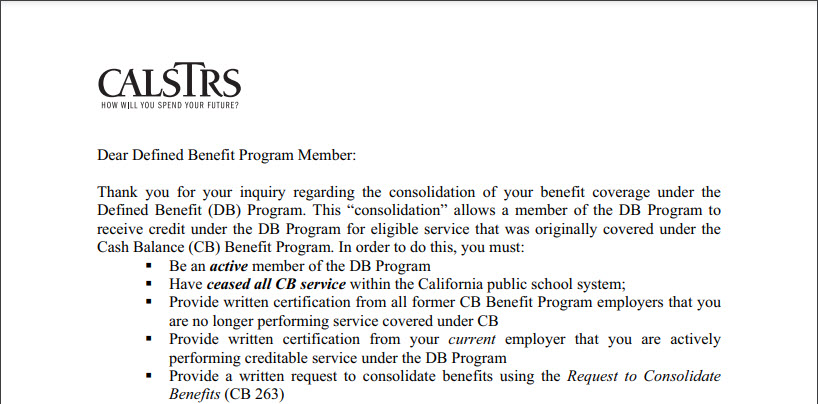 CALSTRS
HOW WILL YOU SPEND YOUR FUTURE?
Dear Defined Benefit Program Member:
Thank you for your inquiry regarding the consolidation of your benefit coverage under the
Defined Benefit (DB) Program. This “consolidation” allows a member of the DB Program to
receive credit under the DB Program for eligible service that was originally covered under the
Cash Balance (CB) Benefit Program. In order to do this, you must:
▪ Be an active member of the DB Program
▪ Have ceased all CB service within the California public school system;
▪ Provide written certification from all former CB Benefit Program employers that you
are no longer performing service covered under CB
▪ Provide written certification from your current employer that you are actively
performing creditable service under the DB Program
▪ Provide a written request to consolidate benefits using the Request to Consolidate
Benefits (CB 263)